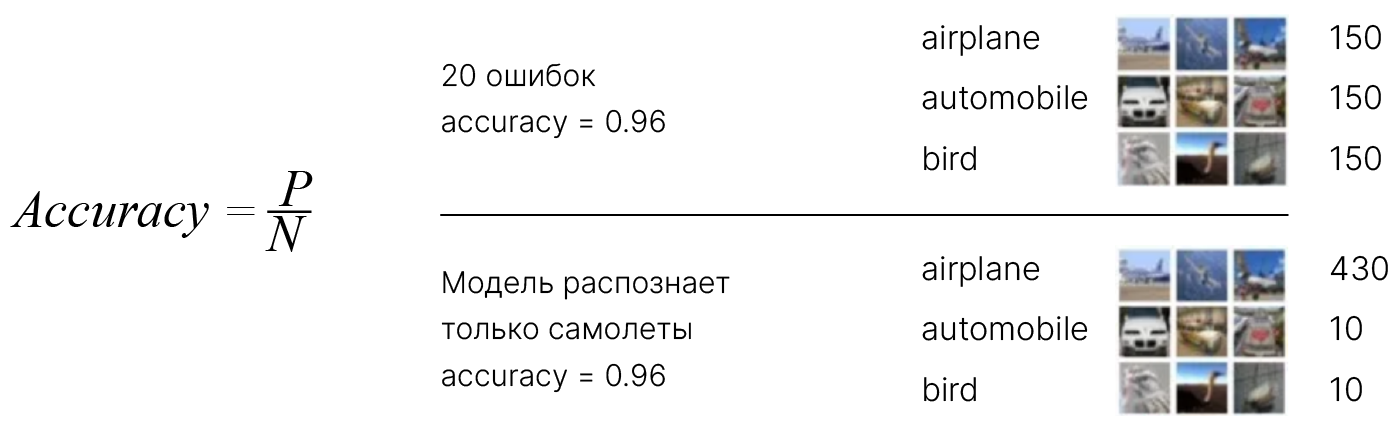 Accuracy = P/N
20 ошибок
accuracy = 0.96
airplane 150
automobile 150
bird 150
Модель распознает
только самолеты
accuracy = 0.96
airplane 430
automobile 10
bird 10